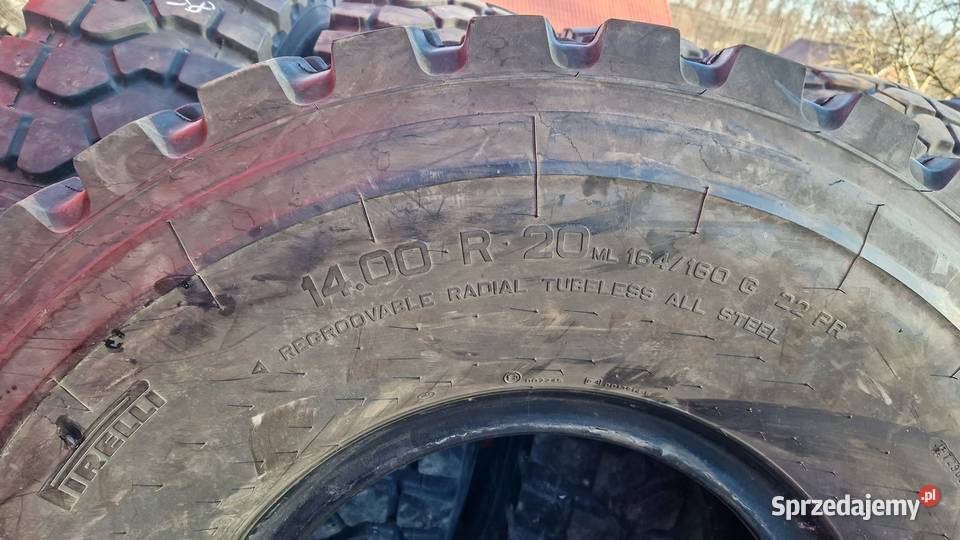 14.00 R 20 ML 164/160 G 22 PR
REGROOVABLE RADIAL TUBELESS ALL STEEL
PIRELLI
Sprzedajemy.pl